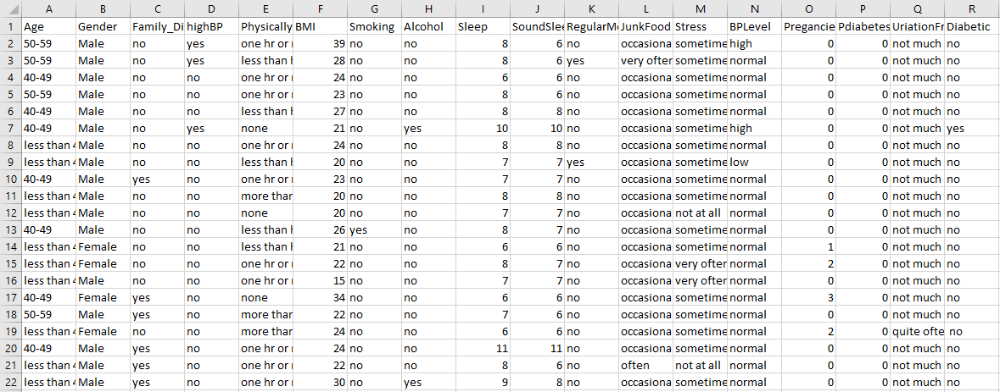 A B C D E F G H I J K L M N O P Q R
1 Age Gender Family_Di highBP Physically BMI Smoking Alcohol Sleep SoundSlee RegularMe JunkFood Stress BPLevel Pregancie Pdiabetes UriationFr Diabetic
2 50-59 Male no yes one hr or 39 no no 8 6 no occasiona sometime high 0 0 not much no
3 50-59 Male no yes less than h 28 no no 8 6 yes very often sometime normal 0 0 not much no
4 40-49 Male no no one hr or 24 no no 6 6 no occasiona sometime normal 0 0 not much no
5 50-59 Male no no one hr or 23 no no 8 6 no occasiona sometime normal 0 0 not much no
6 40-49 Male no no less than h 27 no no 8 8 no occasiona sometime normal 0 0 not much no
7 40-49 Male no yes none 21 no yes 10 10 no occasiona sometime high 0 0 not much yes
8 less than 4 Male no no one hr or 24 no no 8 8 no occasiona sometime normal 0 0 not much no
9 less than 4 Male no no less than h 20 no no 7 7 yes occasiona sometime low 0 0 not much no
10 40-49 Male yes no one hr or 23 no no 7 7 no occasiona sometime normal 0 0 not much no
11 less than 4 Male no no more than 20 no no 8 8 no occasiona sometime normal 0 0 not much no
12 less than 4 Male no no none 20 no no 7 7 no occasiona not at all normal 0 0 not much no
13 40-49 Male no no less than h 26 yes no 8 7 no occasiona sometime normal 0 0 not much no
14 less than 4 Female no no less than h 21 no no 6 6 no occasiona sometime normal 1 0 not much no
15 less than 4 Female no no one hr or 22 no no 8 7 no occasiona very often normal 2 0 not much no
16 less than 4 Male no no one hr or 15 no no 7 7 no occasiona very often normal 0 0 not much no
17 40-49 Female yes no none 34 no no 6 6 no occasiona sometime normal 3 0 not much no
18 50-59 Male yes no more than 22 no no 7 6 no occasiona sometime normal 0 0 not much no
19 less than 4 Female no no more than 24 no no 6 6 no occasiona sometime normal 2 0 quite ofte no
20 40-49 Male yes no one hr or 24 no no 11 11 no occasiona sometime normal 0 0 not much no
21 less than 4 Male yes no one hr or 22 no no 8 6 no often not at all normal 0 0 not much no
22 less than 4 Male yes no one hr or 30 no yes 9 8 no occasiona sometime normal 0 0 not much no